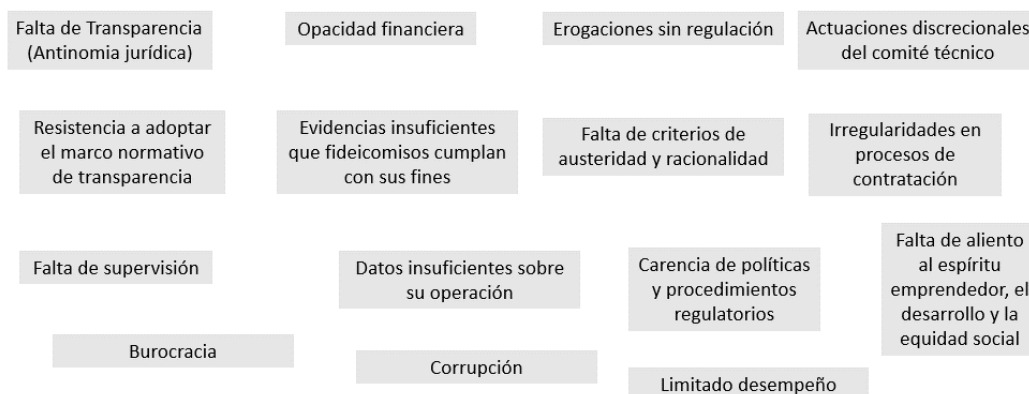 Falta de Transparencia
(Antinomia jurídica)
Opacidad financiera
Erogaciones sin regulación
Actuaciones discrecionales
del comité técnico
Resistencia a adoptar
el marco normativo
de transparencia
Evidencias insuficientes
que fideicomisos cumplan
con sus fines
Falta de criterios de
austeridad y racionalidad
Irregularidades en
procesos de
contratación
Falta de supervisión
Datos insuficientes sobre
su operación
Carencia de políticas
y procedimientos
regulatorios
Falta de aliento
al espíritu
emprendedor, el
desarrollo y la
equidad social
Burocracia
Corrupción
Limitado desempeño